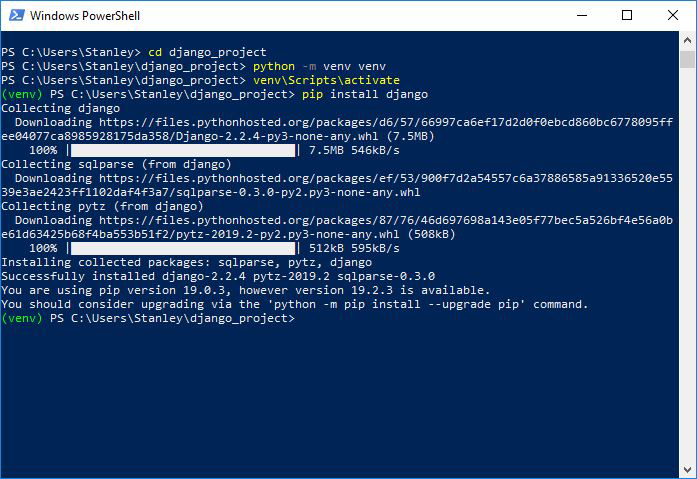 Windows PowerShell
PS C:\Users\Stanley> cd django_project
PS C:\Users\Stanley\django_project> python -m venv venv
PS C:\Users\Stanley\django_project> venv\Scripts\activate
(venv) PS C:\Users\Stanley\django_project> pip install django
Collecting django
  Downloading https://files.pythonhosted.org/packages/d6/57/66997ca6ef17d2d0f0ebcd860bc6778095ff
ee04077ca8985928175da358/Django-2.2.4-py3-none-any.whl (7.5MB)
    100% |████████████████████████████████| 7.5MB 546kB/s
Collecting sqlparse (from django)
  Downloading https://files.pythonhosted.org/packages/ef/53/900f7d2a54557c6a37886585a91336520e55
39e3ae2423ff1102daf4f3a7/sqlparse-0.3.0-py2.py3-none-any.whl
Collecting pytz (from django)
  Downloading https://files.pythonhosted.org/packages/87/76/46d697698a143e05f77bec5a526bf4e56a0b
e61d63425b68f4ba553b51f2/pytz-2019.2-py2.py3-none-any.whl (508kB)
    100% |████████████████████████████████| 512kB 595kB/s
Installing collected packages: sqlparse, pytz, django
Successfully installed django-2.2.4 pytz-2019.2 sqlparse-0.3.0
You are using pip version 19.0.3, however version 19.2.3 is available.
You should consider upgrading via the 'python -m pip install --upgrade pip' command.
(venv) PS C:\Users\Stanley\django_project>